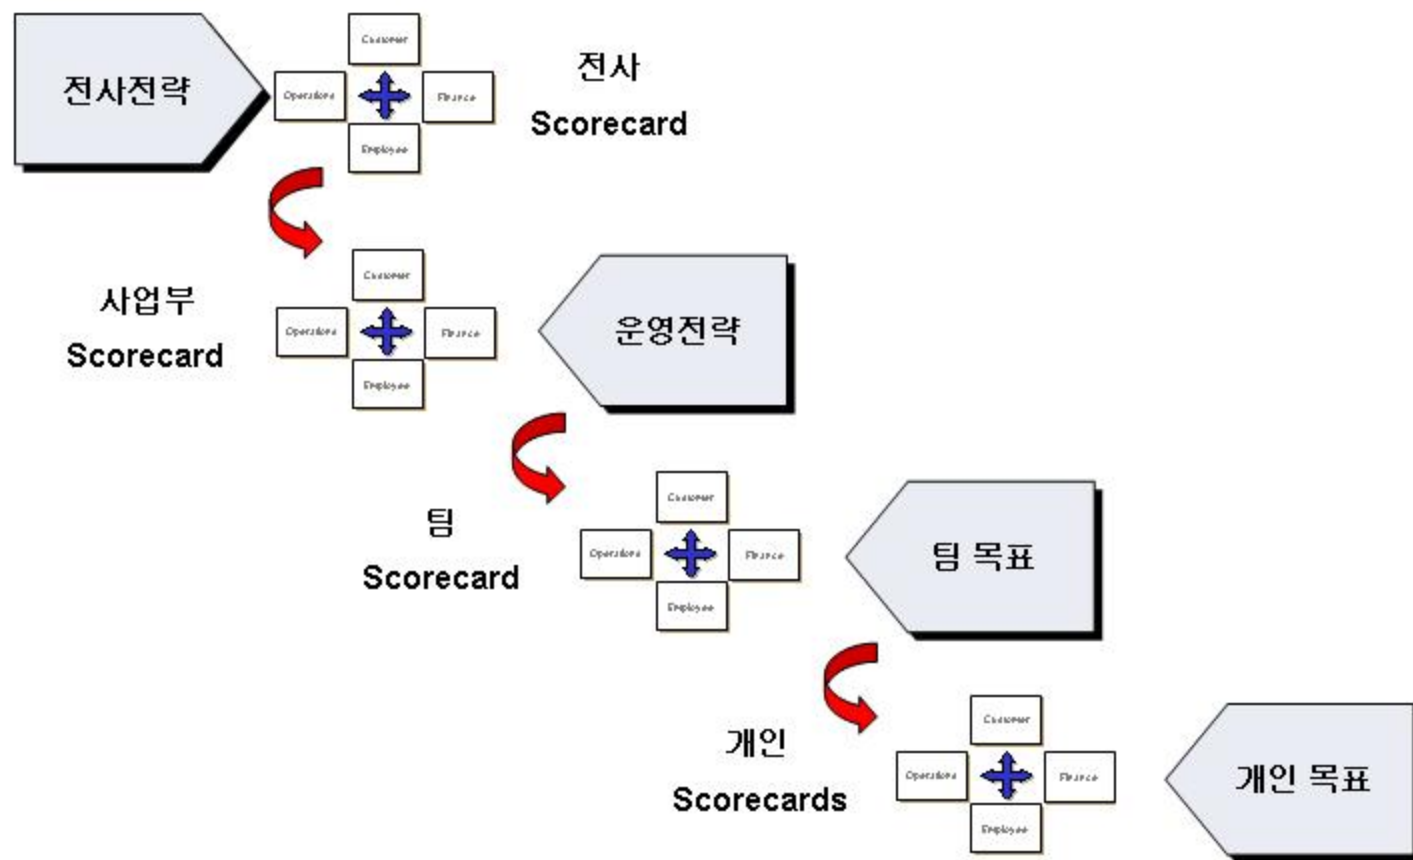 전사전략
Customer
Operations
Finance
Employee
전사
Scorecard
사업부
Scorecard
Customer
Operations
Finance
Employee
운영전략
팀
Scorecard
Customer
Operations
Finance
Employee
팀 목표
개인
Scorecards
Customer
Operations
Finance
Employee
개인 목표